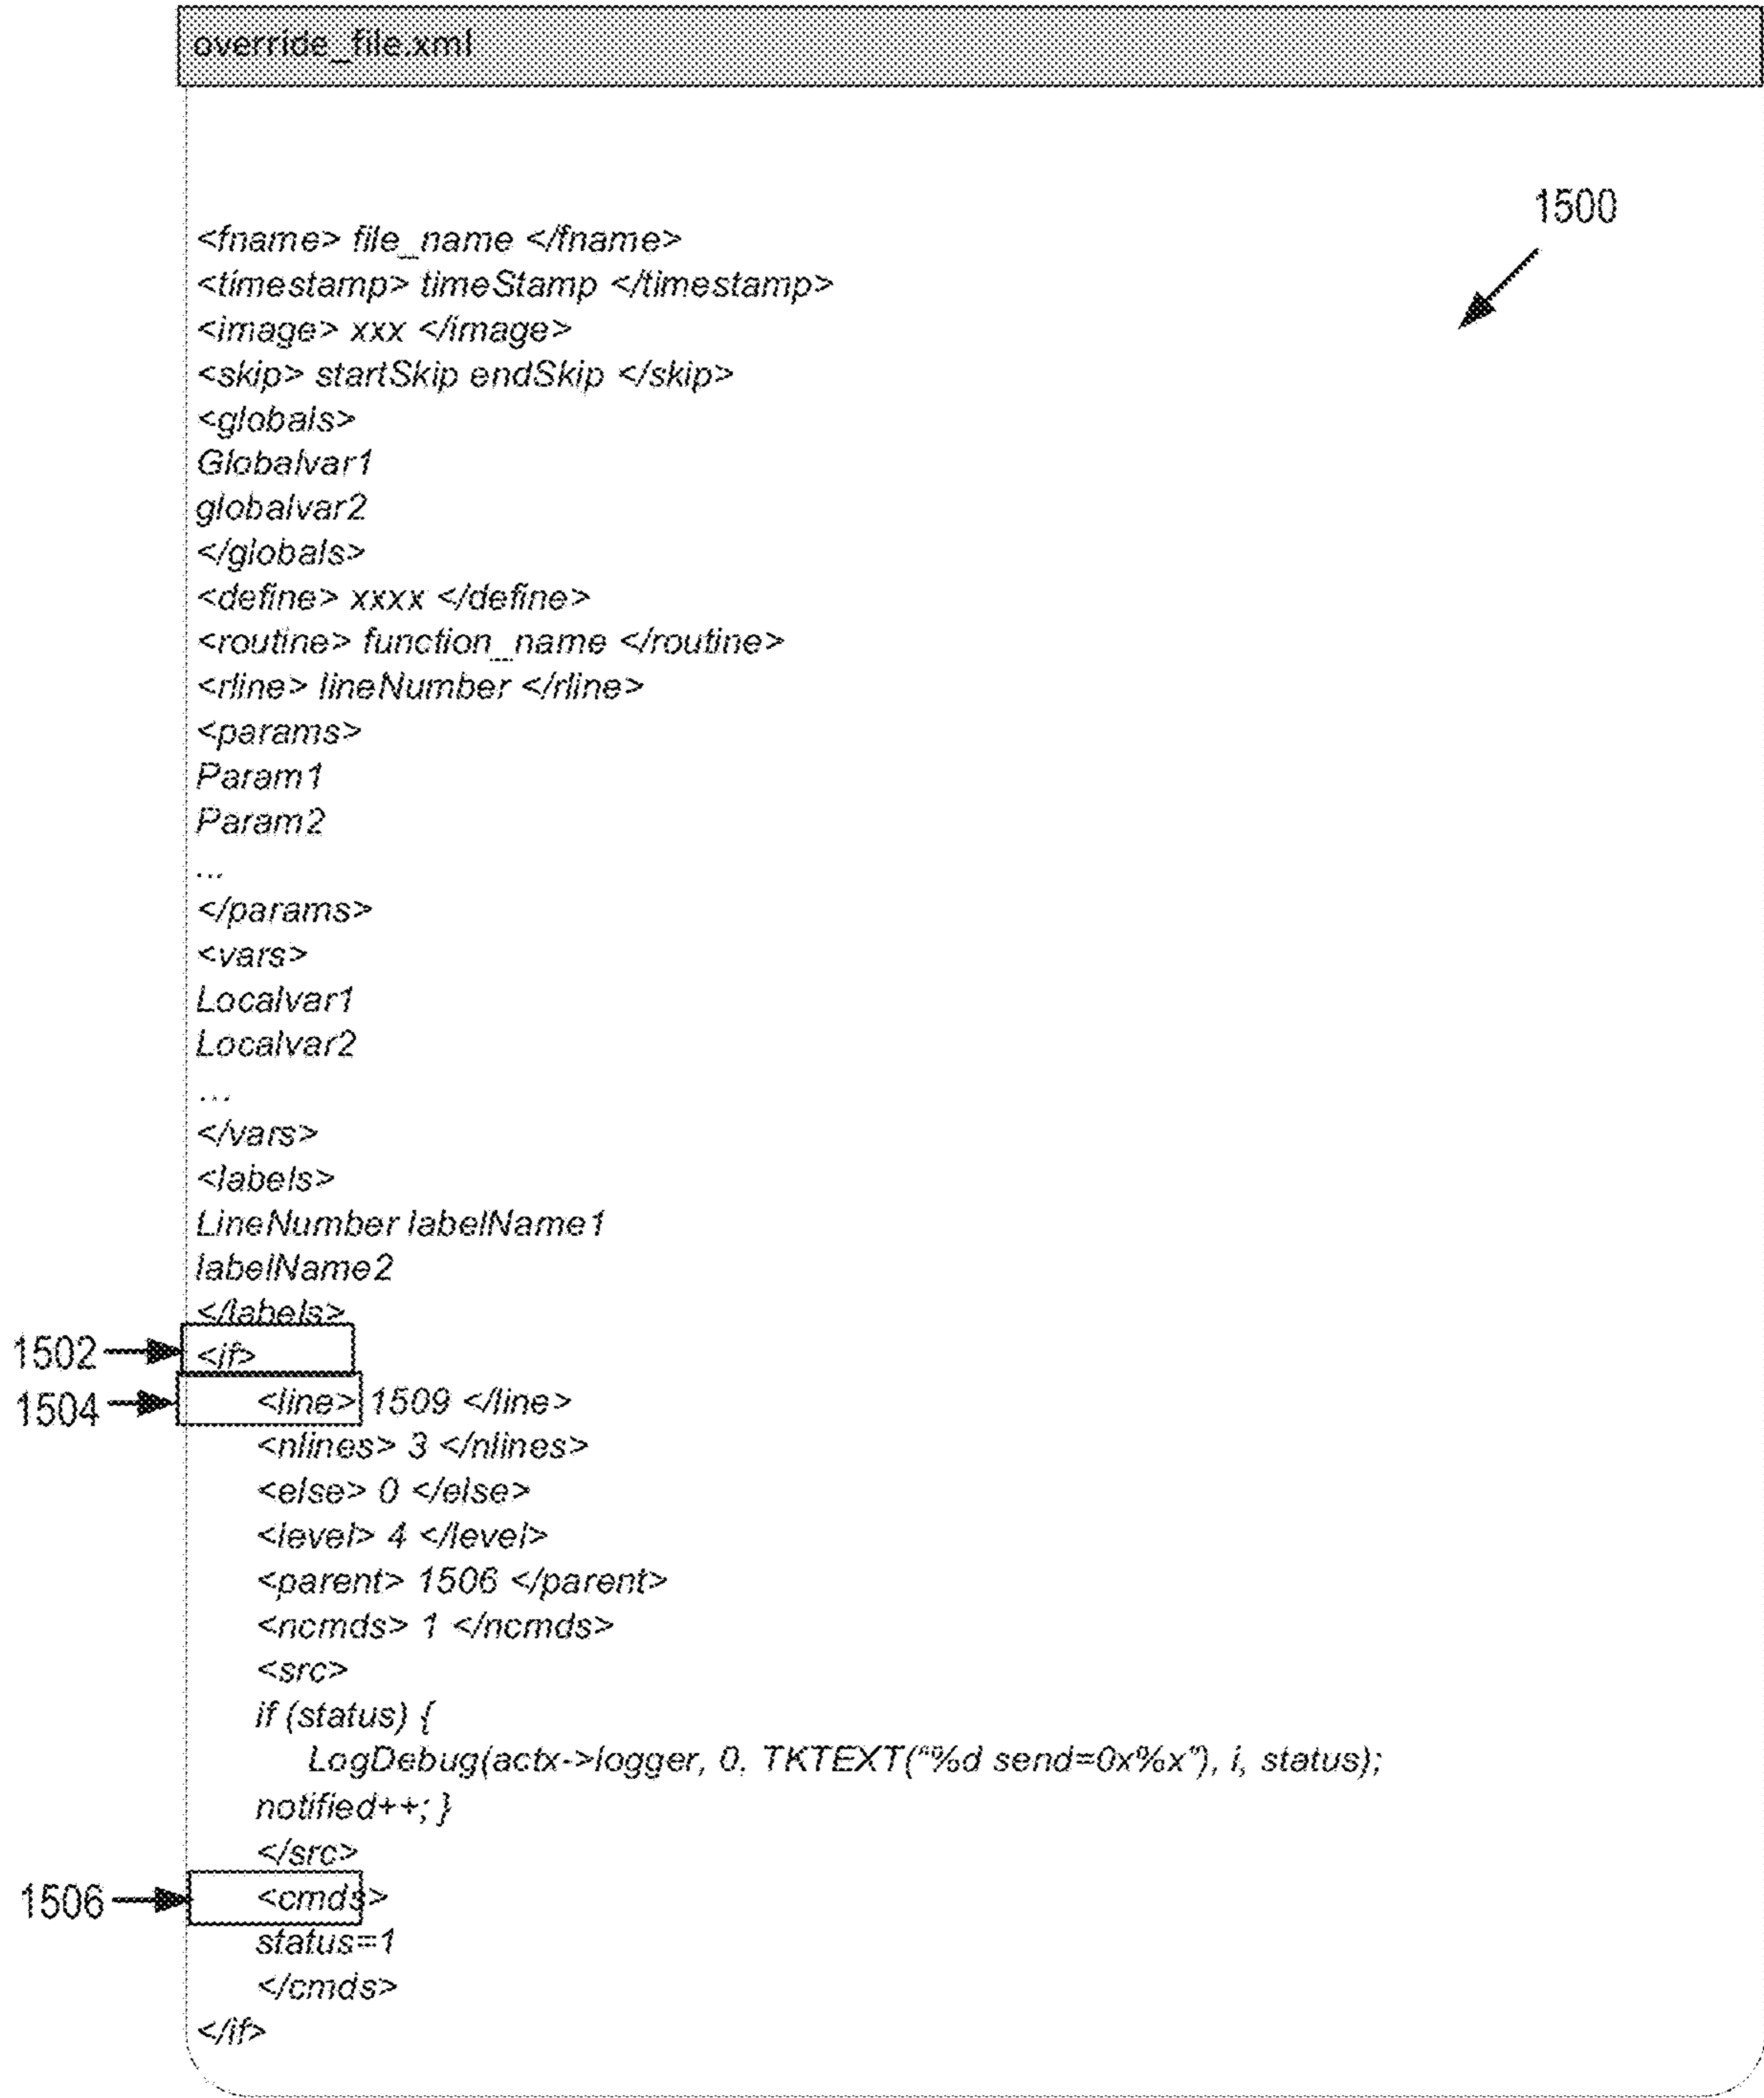 override_file.xml
1500
<fname> file_name </fname>
<timestamp> timeStamp </timestamp>
<image> xxx </image>
<skip> startSkip endSkip </skip>
<globals>
Globalvar1
globalvar2
</globals>
<define> xxxx </define>
<routine> function_name </routine>
<rline> lineNumber </rline>
<params>
Param1
Param2
...
</params>
<vars>
Localvar1
Localvar2
...
</vars>
<labels>
LineNumber labelName1
labelName2
</labels>
1502 <if>
1504 <line> 1509 </line>
<nlines> 3 </nlines>
<else> 0 </else>
<level> 4 </level>
<parent> 1506 </parent>
<ncmds> 1 </ncmds>
<src>
if (status) {
LogDebug(actx->logger, 0, TKTEXT("%d send=0x%x"), i, status);
notified++; }
</src>
1506 <cmds>
status=1
</cmds>
</if>